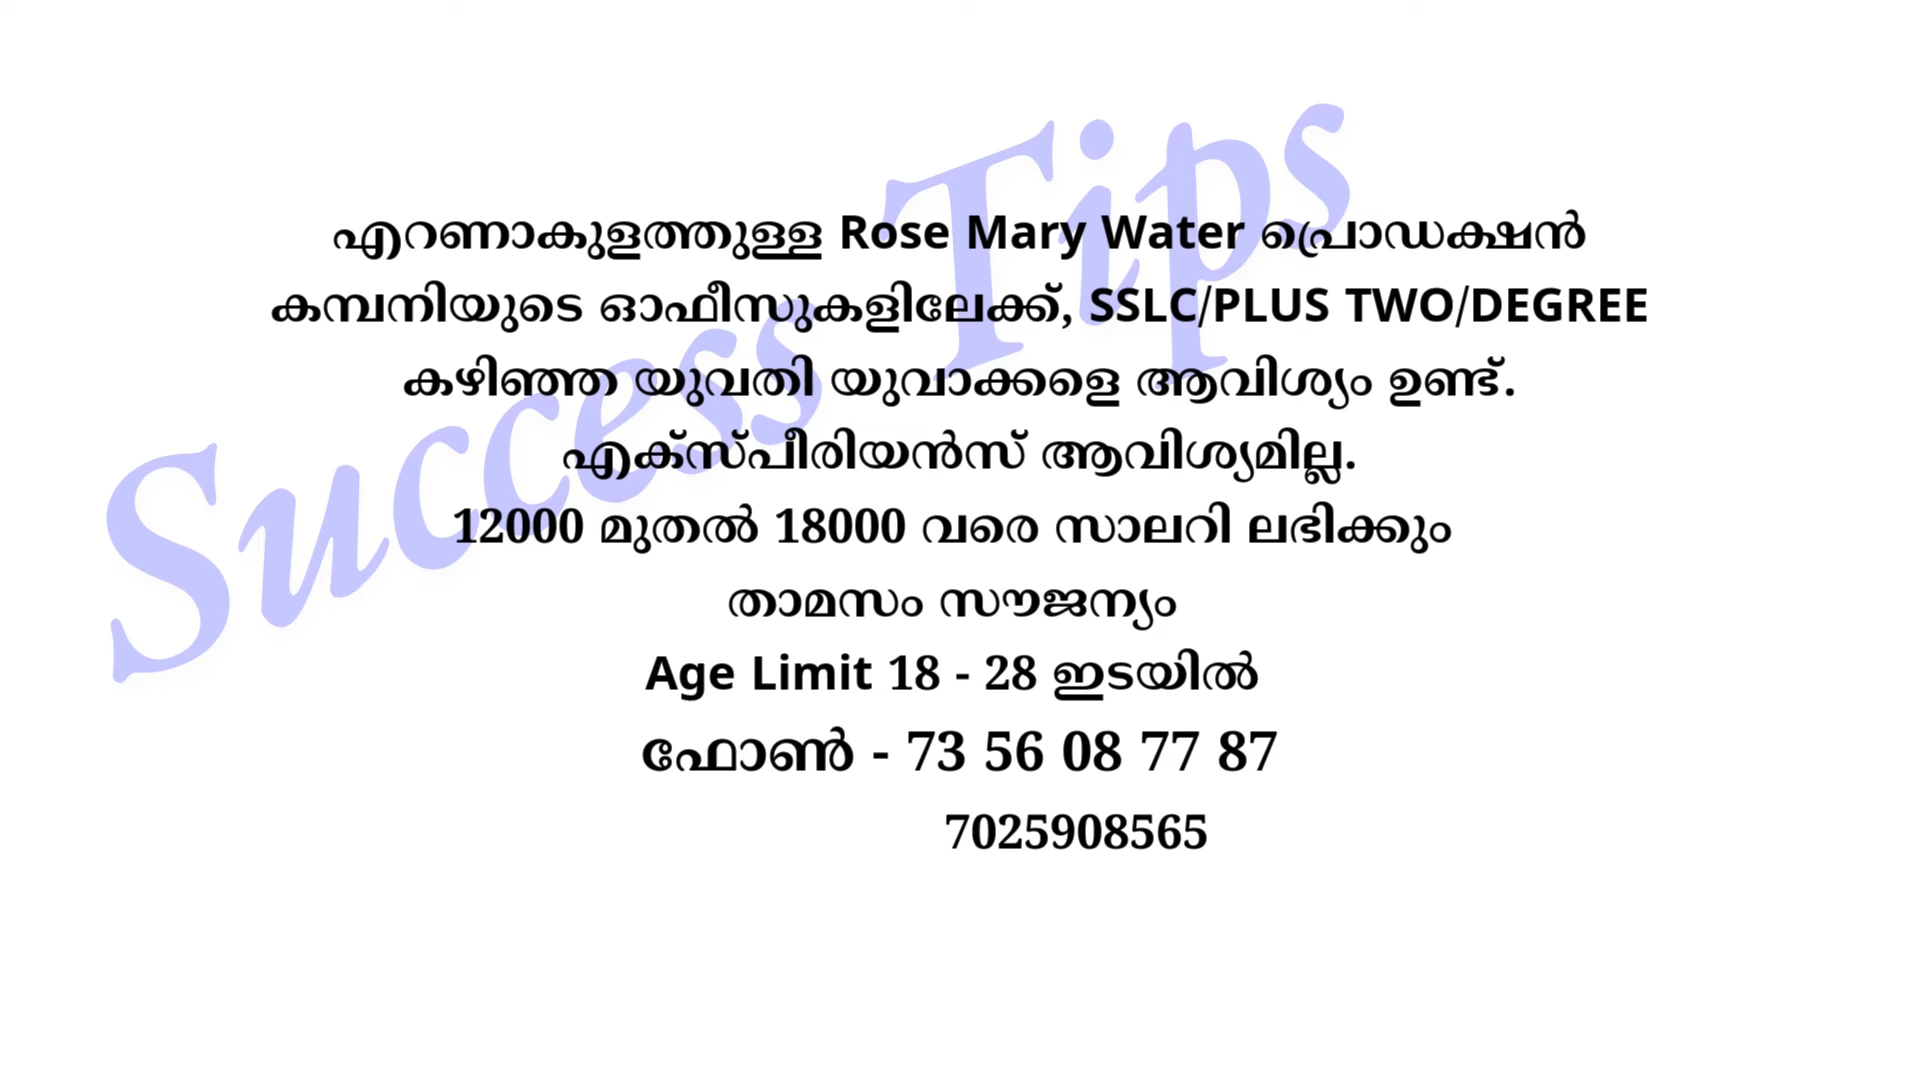 Success Tips
എറണാകുളത്തുള്ള Rose Mary Water പ്രൊഡക്ഷൻ
കമ്പനിയുടെ ഓഫീസുകളിലേക്ക്, SSLC/PLUS TWO/DEGREE
കഴിഞ്ഞ യുവതി യുവാക്കളെ ആവിശ്യം ഉണ്ട്.
എക്സ്പീരിയൻസ് ആവിശ്യമില്ല.
12000 മുതൽ 18000 വരെ സാലറി ലഭിക്കും
താമസം സൗജന്യം
Age Limit 18 - 28 ഇടയിൽ
ഫോൺ - 73 56 08 77 87
7025908565